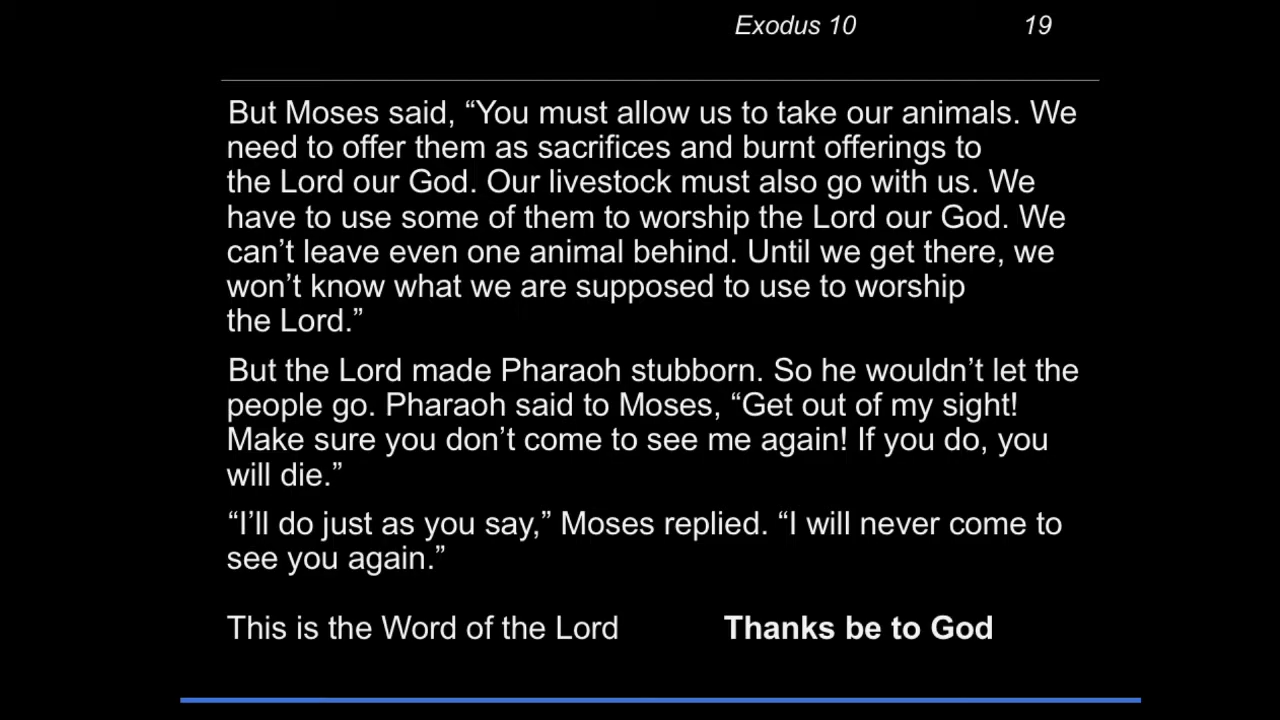 Exodus 10 19
But Moses said, “You must allow us to take our animals. We
need to offer them as sacrifices and burnt offerings to
the Lord our God. Our livestock must also go with us. We
have to use some of them to worship the Lord our God. We
can’t leave even one animal behind. Until we get there, we
won’t know what we are supposed to use to worship
the Lord.”
But the Lord made Pharaoh stubborn. So he wouldn’t let the
people go. Pharaoh said to Moses, “Get out of my sight!
Make sure you don’t come to see me again! If you do, you
will die.”
“I’ll do just as you say,” Moses replied. “I will never come to
see you again.”
This is the Word of the Lord Thanks be to God